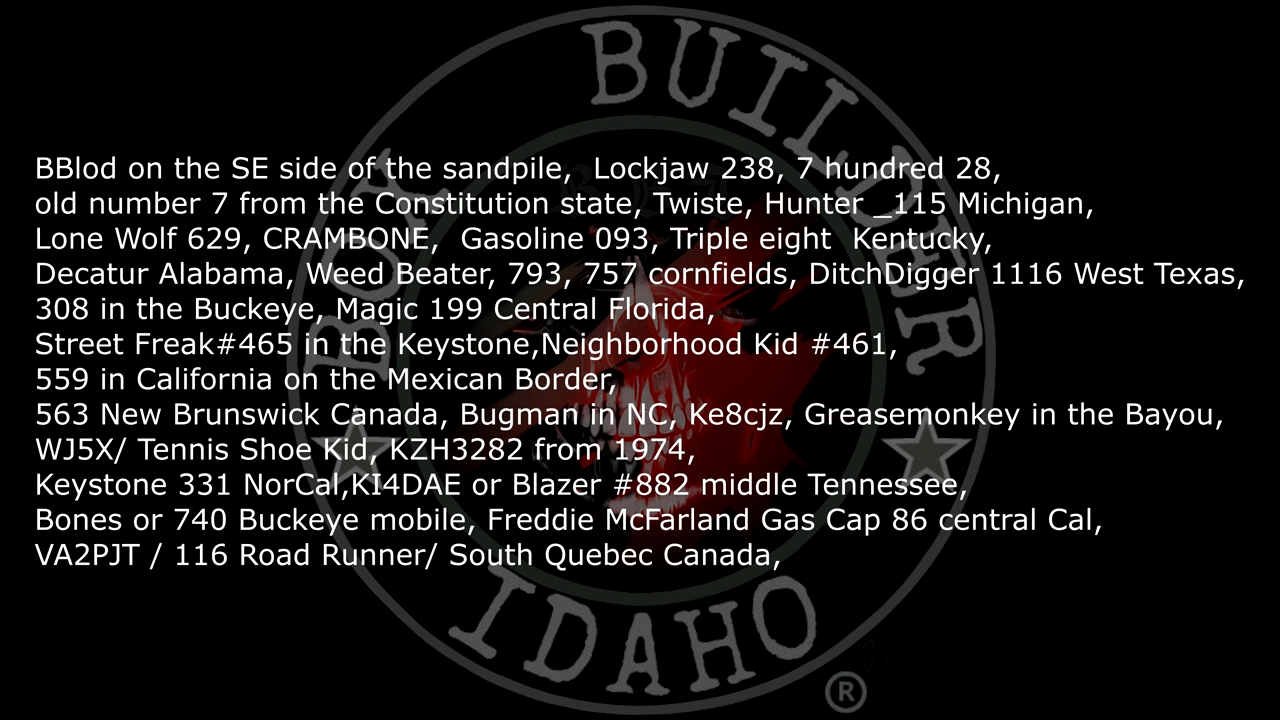 BOX BUILDER
BBlod on the SE side of the sandpile,  Lockjaw 238, 7 hundred 28,
old number 7 from the Constitution state, Twiste, Hunter _115 Michigan,
Lone Wolf 629, CRAMBONE,  Gasoline 093, Triple eight  Kentucky,
Decatur Alabama, Weed Beater, 793, 757 cornfields, DitchDigger 1116 West Texas,
308 in the Buckeye, Magic 199 Central Florida,
Street Freak#465 in the Keystone,Neighborhood Kid #461,
559 in California on the Mexican Border,
563 New Brunswick Canada, Bugman in NC, Ke8cjz, Greasemonkey in the Bayou,
WJ5X/ Tennis Shoe Kid, KZH3282 from 1974,
Keystone 331 NorCal,KI4DAE or Blazer #882 middle Tennessee,
Bones or 740 Buckeye mobile, Freddie McFarland Gas Cap 86 central Cal,
VA2PJT / 116 Road Runner/ South Quebec Canada,
IDAHO
®